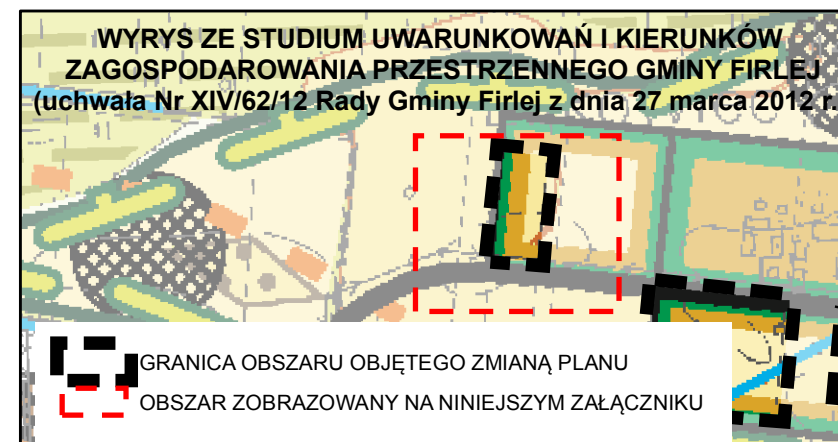 WYRYS ZE STUDIUM UWARUNKOWAŃ I KIERUNKÓW
ZAGOSPODAROWANIA PRZESTRZENNEGO GMINY FIRLEJ
(uchwała Nr XIV/62/12 Rady Gminy Firlej z dnia 27 marca 2012 r.
GRANICA OBSZARU OBJĘTEGO ZMIANĄ PLANU
OBSZAR ZOBRAZOWANY NA NINIEJSZYM ZAŁĄCZNIKU